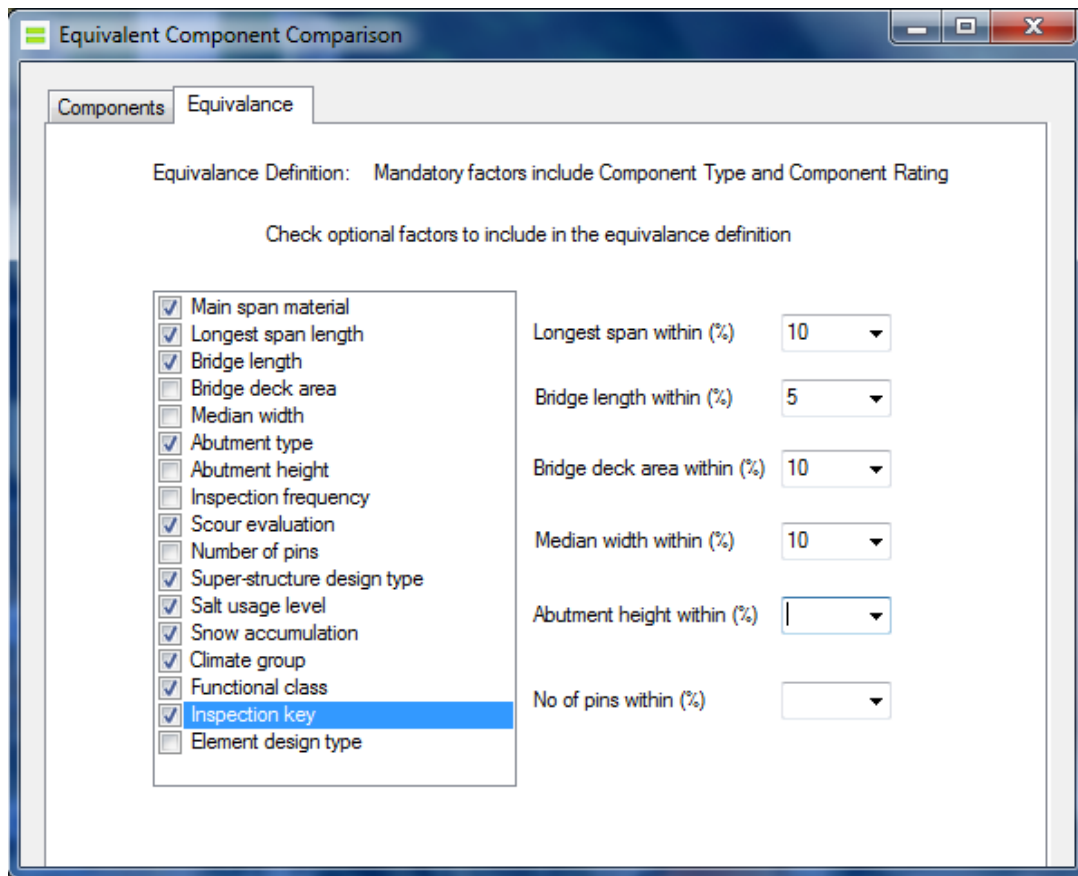 Equivalent Component Comparison
Components
Equivalance
Equivalance Definition: Mandatory factors include Component Type and Component Rating
Check optional factors to include in the equivalance definition
Main span material
Longest span length
Bridge length
Bridge deck area
Median width
Abutment type
Abutment height
Inspection frequency
Scour evaluation
Number of pins
Super-structure design type
Salt usage level
Snow accumulation
Climate group
Functional class
Inspection key
Element design type
Longest span within (%) 10
Bridge length within (%) 5
Bridge deck area within (%) 10
Median width within (%) 10
Abutment height within (%)
No of pins within (%)